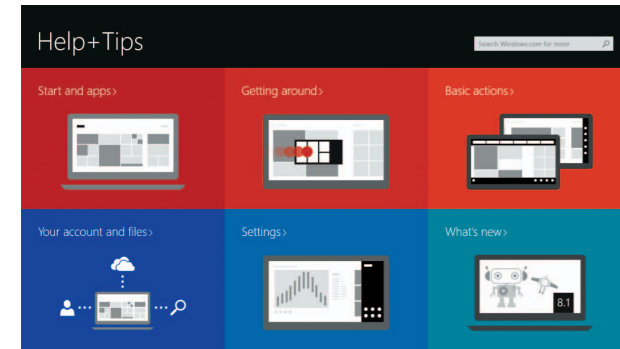 Help+Tips
Search Windows.com for more
Start and apps>
Getting around>
Basic actions>
Your account and files>
Settings>
What's new>
8.1